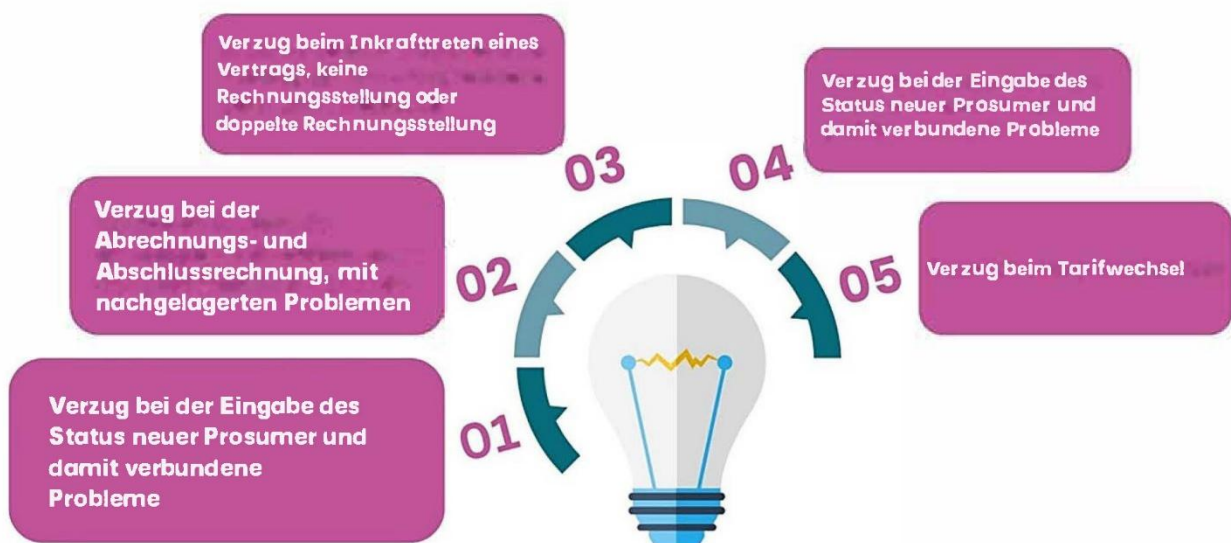 01
Verzug bei der Eingabe des
Status neuer Prosumer und
damit verbundene
Probleme
02
Verzug bei der
Abrechnungs- und
Abschlussrechnung, mit
nachgelagerten Problemen
03
Verzug beim Inkrafttreten eines
Vertrags, keine
Rechnungsstellung oder
doppelte Rechnungsstellung
04
Verzug bei der Eingabe des
Status neuer Prosumer und
damit verbundene Probleme
05
Verzug beim Tarifwechsel